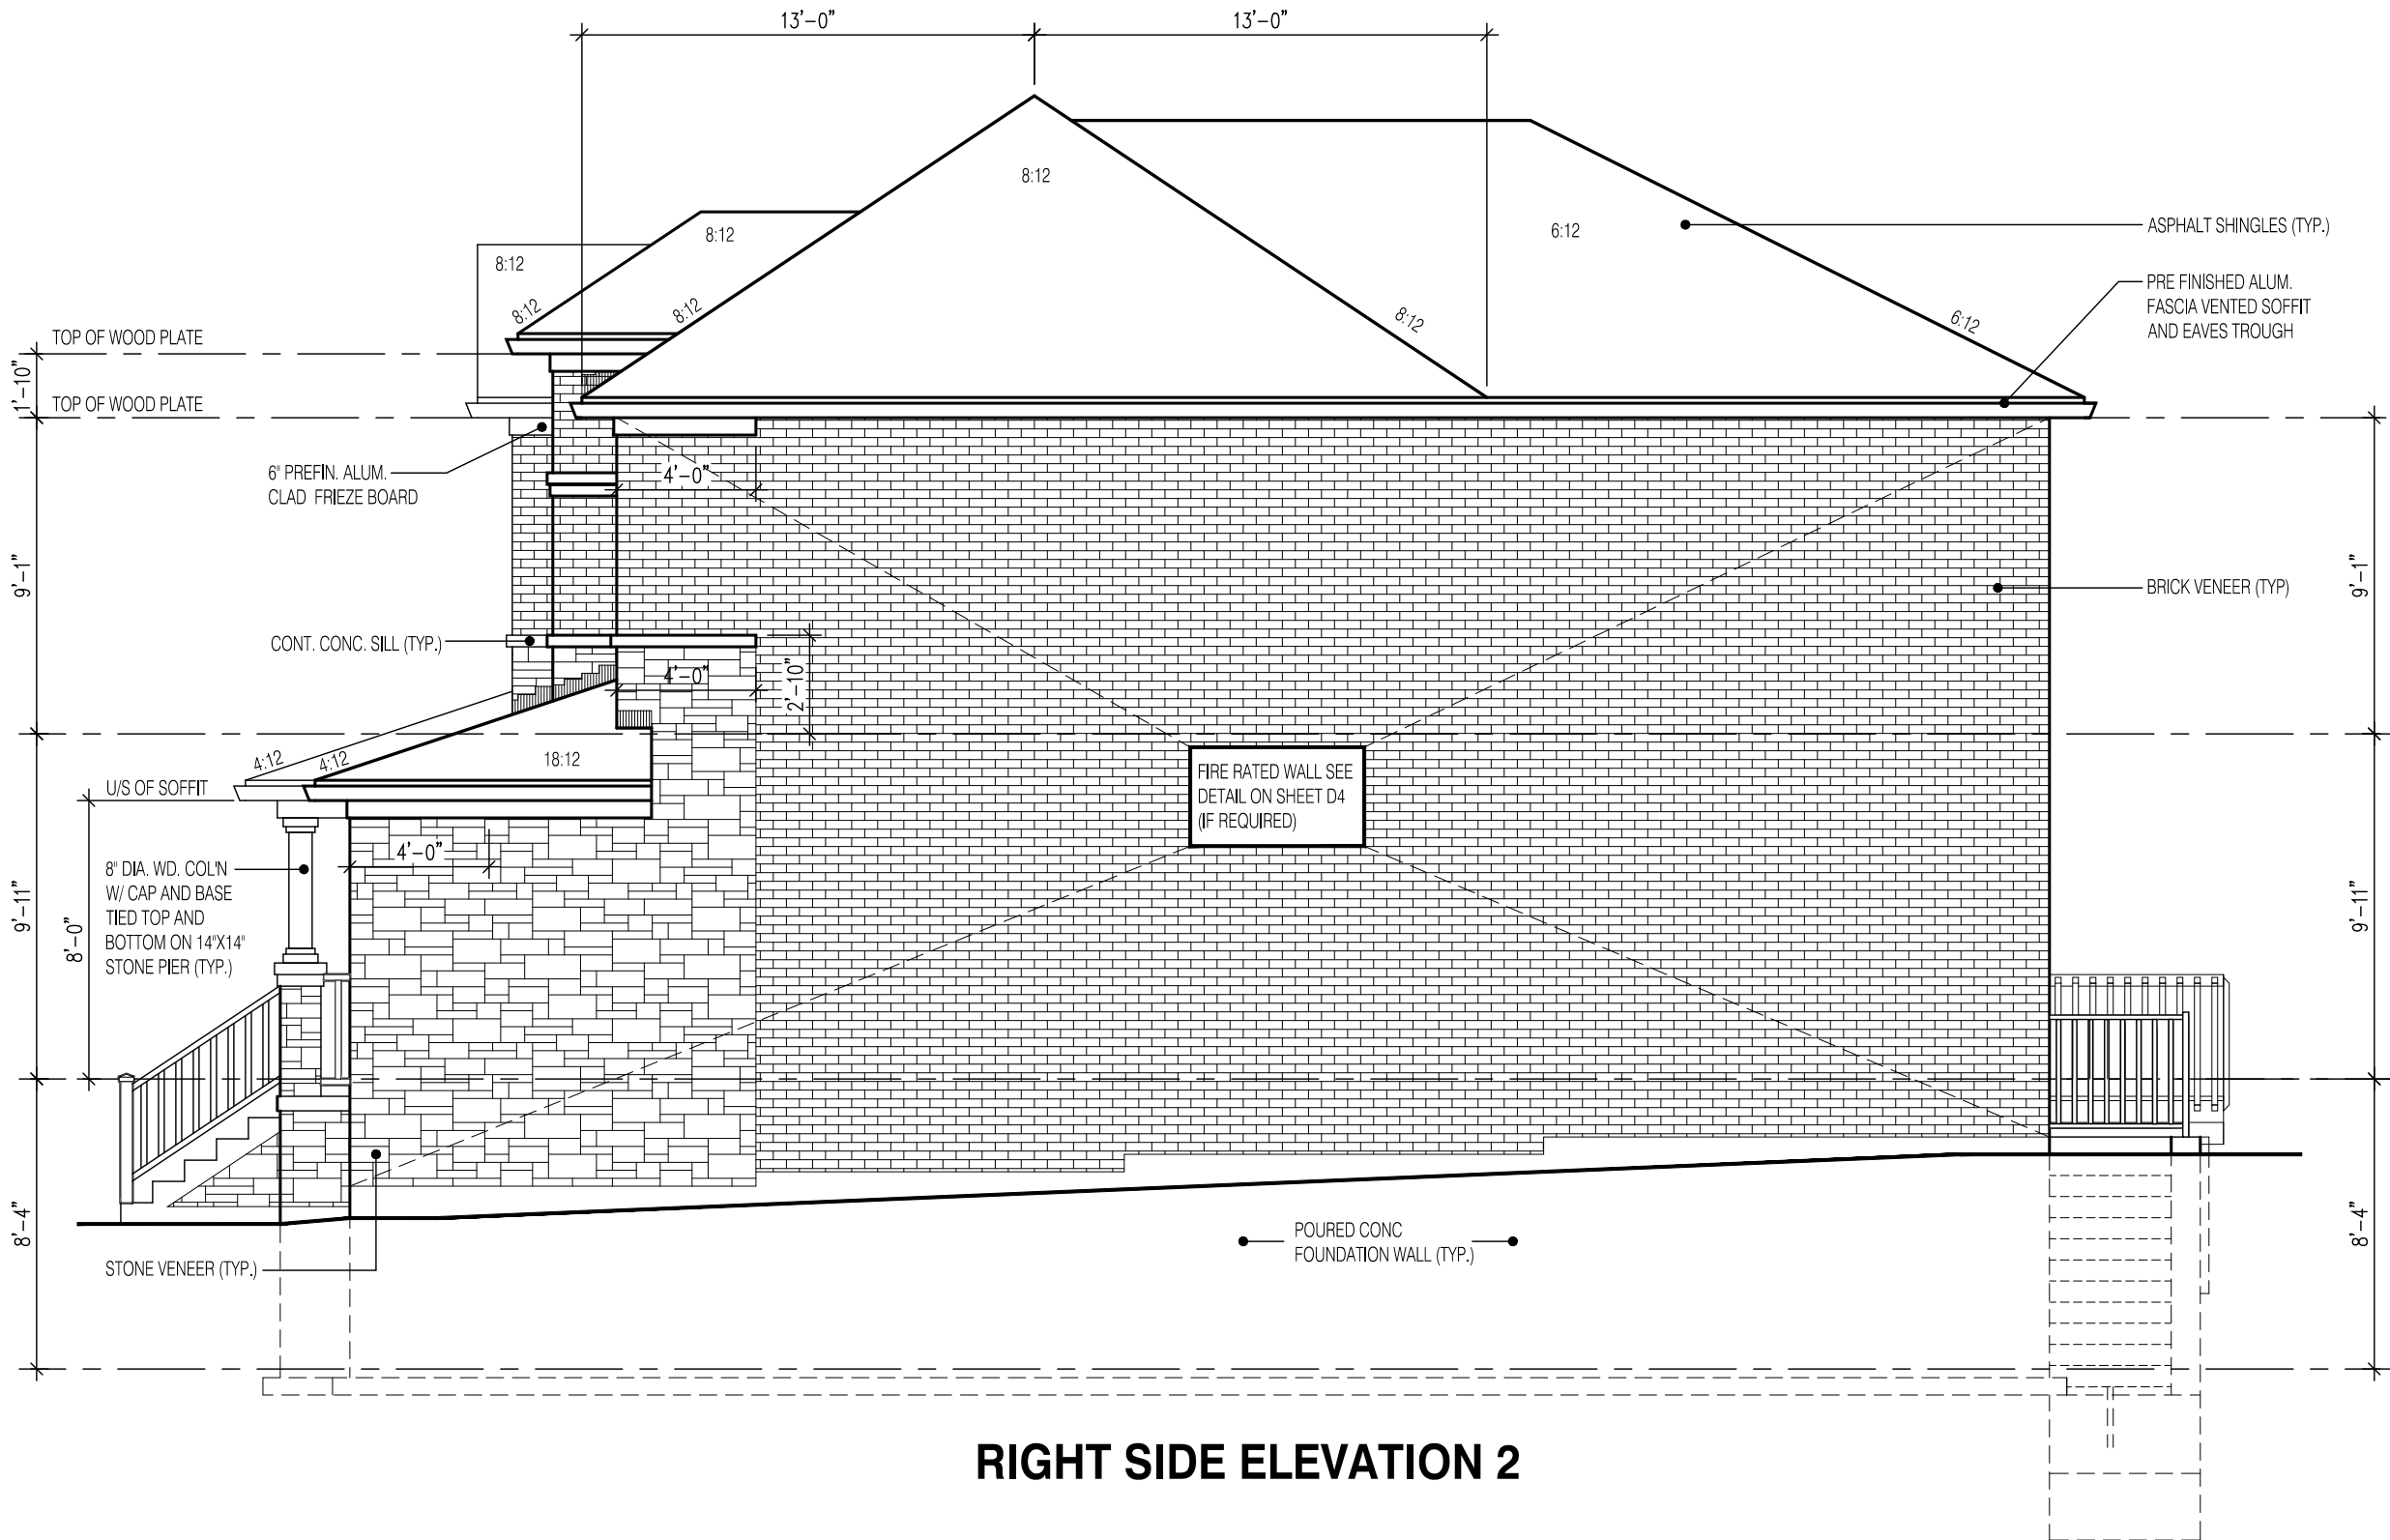 13'-0"
13'-0"
8:12
8:12
8:12
6:12
8:12
8:12
8:12
6:12
ASPHALT SHINGLES (TYP.)
PRE FINISHED ALUM.
FASCIA VENTED SOFFIT
AND EAVES TROUGH
TOP OF WOOD PLATE
1'-10"
TOP OF WOOD PLATE
6" PREFIN. ALUM.
CLAD FRIEZE BOARD
4'-0"
9'-1"
9'-1"
BRICK VENEER (TYP)
CONT. CONC. SILL (TYP.)
4'-0"
2'-10"
4:12
4:12
18:12
U/S OF SOFFIT
FIRE RATED WALL SEE
DETAIL ON SHEET D4
(IF REQUIRED)
4'-0"
8" DIA. WD. COL'N
W/ CAP AND BASE
TIED TOP AND
BOTTOM ON 14"X14"
STONE PIER (TYP.)
9'-11"
8'-0"
9'-11"
8'-4"
8'-4"
STONE VENEER (TYP.)
POURED CONC
FOUNDATION WALL (TYP.)
RIGHT SIDE ELEVATION 2